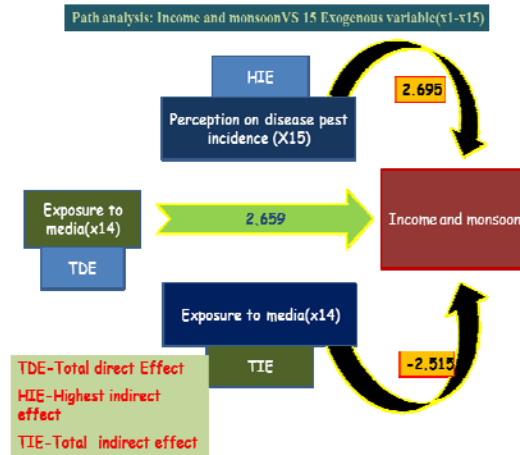 Path analysis: Income and monsoonVS 15 Exogenous variable(x1-x15)
HIE
2.695
Perception on disease pest
incidence (X15)
Exposure to
media(x14)
2.659
Income and monsoon
TDE
Exposure to media(x14)
TIE
-2.515
TDE-Total direct Effect
HIE-Highest indirect
effect
TIE-Total indirect effect